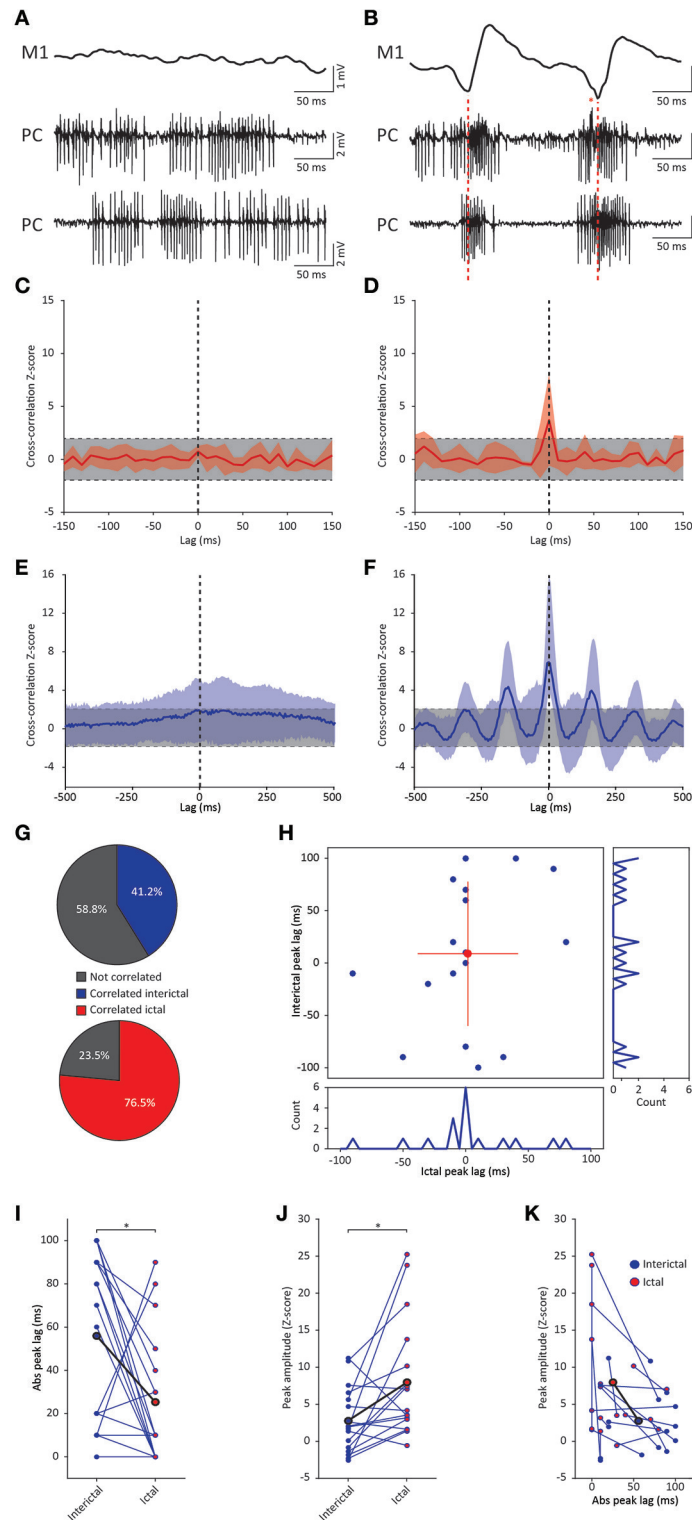 A
B
M1
1 mV
50 ms
50 ms
PC
2 mV
50 ms
50 ms
PC
2 mV
50 ms
50 ms
C
D
15
10
5
0
-5
Cross-correlation Z-score
-150 -100 -50 0 50 100 150
Lag (ms)
15
10
5
0
-5
Cross-correlation Z-score
-150 -100 -50 0 50 100 150
Lag (ms)
E
F
16
12
8
4
0
-4
Cross-correlation Z-score
-500 -250 0 250 500
Lag (ms)
16
12
8
4
0
-4
Cross-correlation Z-score
-500 -250 0 250 500
Lag (ms)
G
58.8%
41.2%
Not correlated
Correlated interictal
Correlated ictal
23.5%
76.5%
H
100
50
0
-50
-100
Interictal peak lag (ms)
0 2 4 6
Count
6
4
2
0
Count
-100 -50 0 50 100
Ictal peak lag (ms)
I
*
100
80
60
40
20
0
Abs peak lag (ms)
Interictal
Ictal
J
*
30
25
20
15
10
5
0
-5
Peak amplitude (Z-score)
Interictal
Ictal
K
30
25
20
15
10
5
0
-5
Peak amplitude (Z-score)
Interictal
Ictal
0 50 100
Abs peak lag (ms)